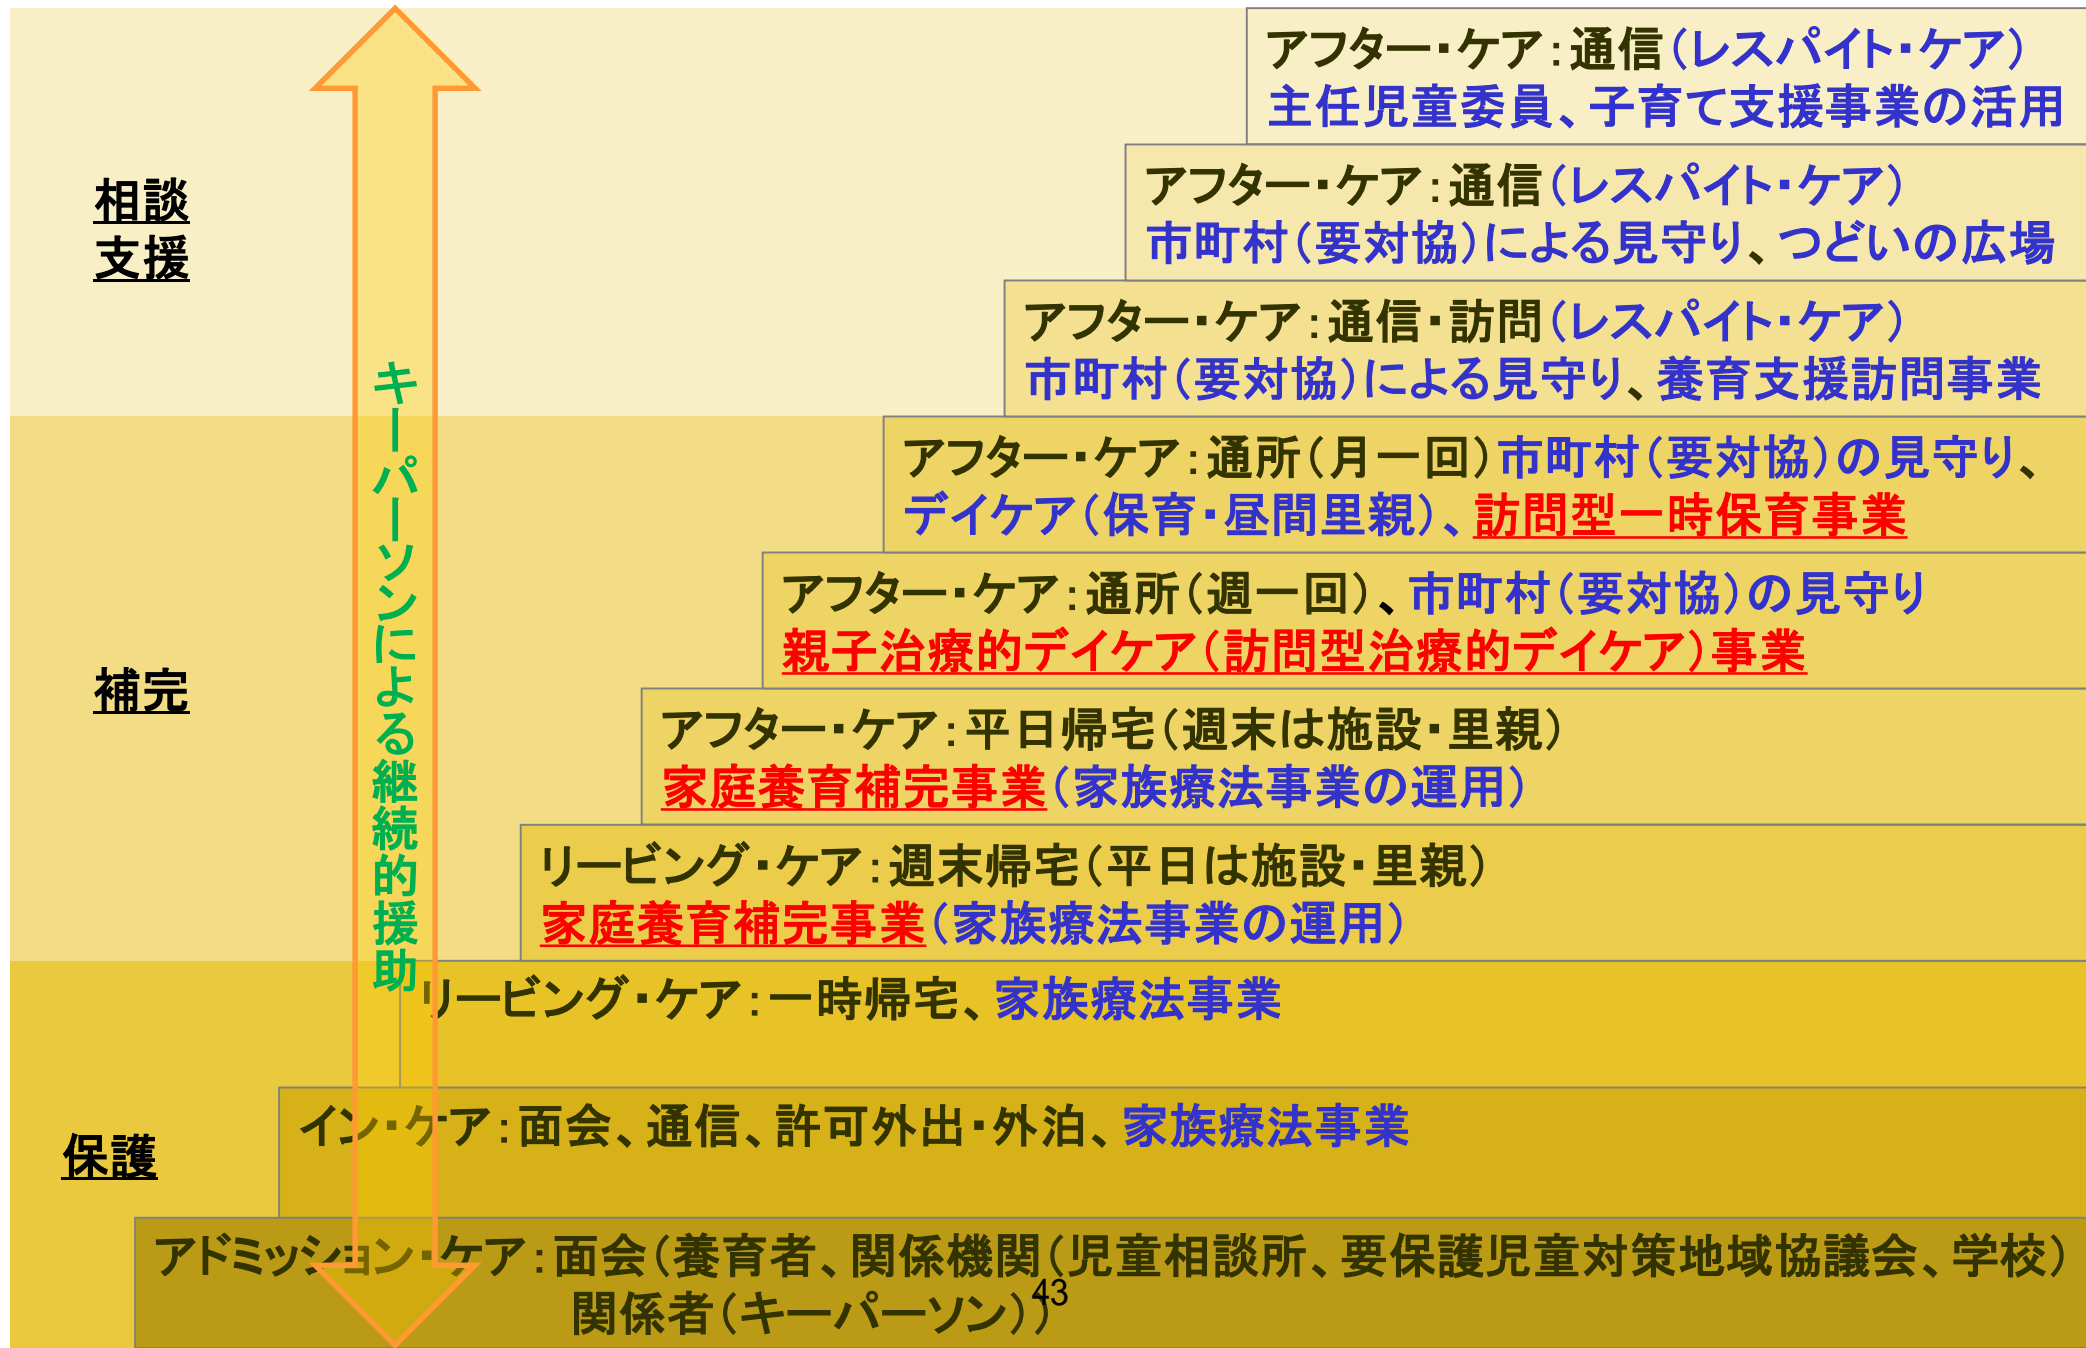 アフター・ケア：通信（レスパイト・ケア）
主任児童委員、子育て支援事業の活用
アフター・ケア：通信（レスパイト・ケア）
市町村（要対協）による見守り、つどいの広場
相談
支援
アフター・ケア：通信・訪問（レスパイト・ケア）
市町村（要対協）による見守り、養育支援訪問事業
キーパーソンによる継続的援助
アフター・ケア：通所（月一回）市町村（要対協）の見守り、
デイケア（保育・昼間里親）、訪問型一時保育事業
アフター・ケア：通所（週一回）、市町村（要対協）の見守り
親子治療的デイケア（訪問型治療的デイケア）事業
補完
アフター・ケア：平日帰宅（週末は施設・里親）
家庭養育補完事業（家族療法事業の運用）
リービング・ケア：週末帰宅（平日は施設・里親）
家庭養育補完事業（家族療法事業の運用）
リービング・ケア：一時帰宅、家族療法事業
イン・ケア：面会、通信、許可外出・外泊、家族療法事業
保護
アドミッション・ケア：面会（養育者、関係機関（児童相談所、要保護児童対策地域協議会、学校）
関係者（キーパーソン））
43